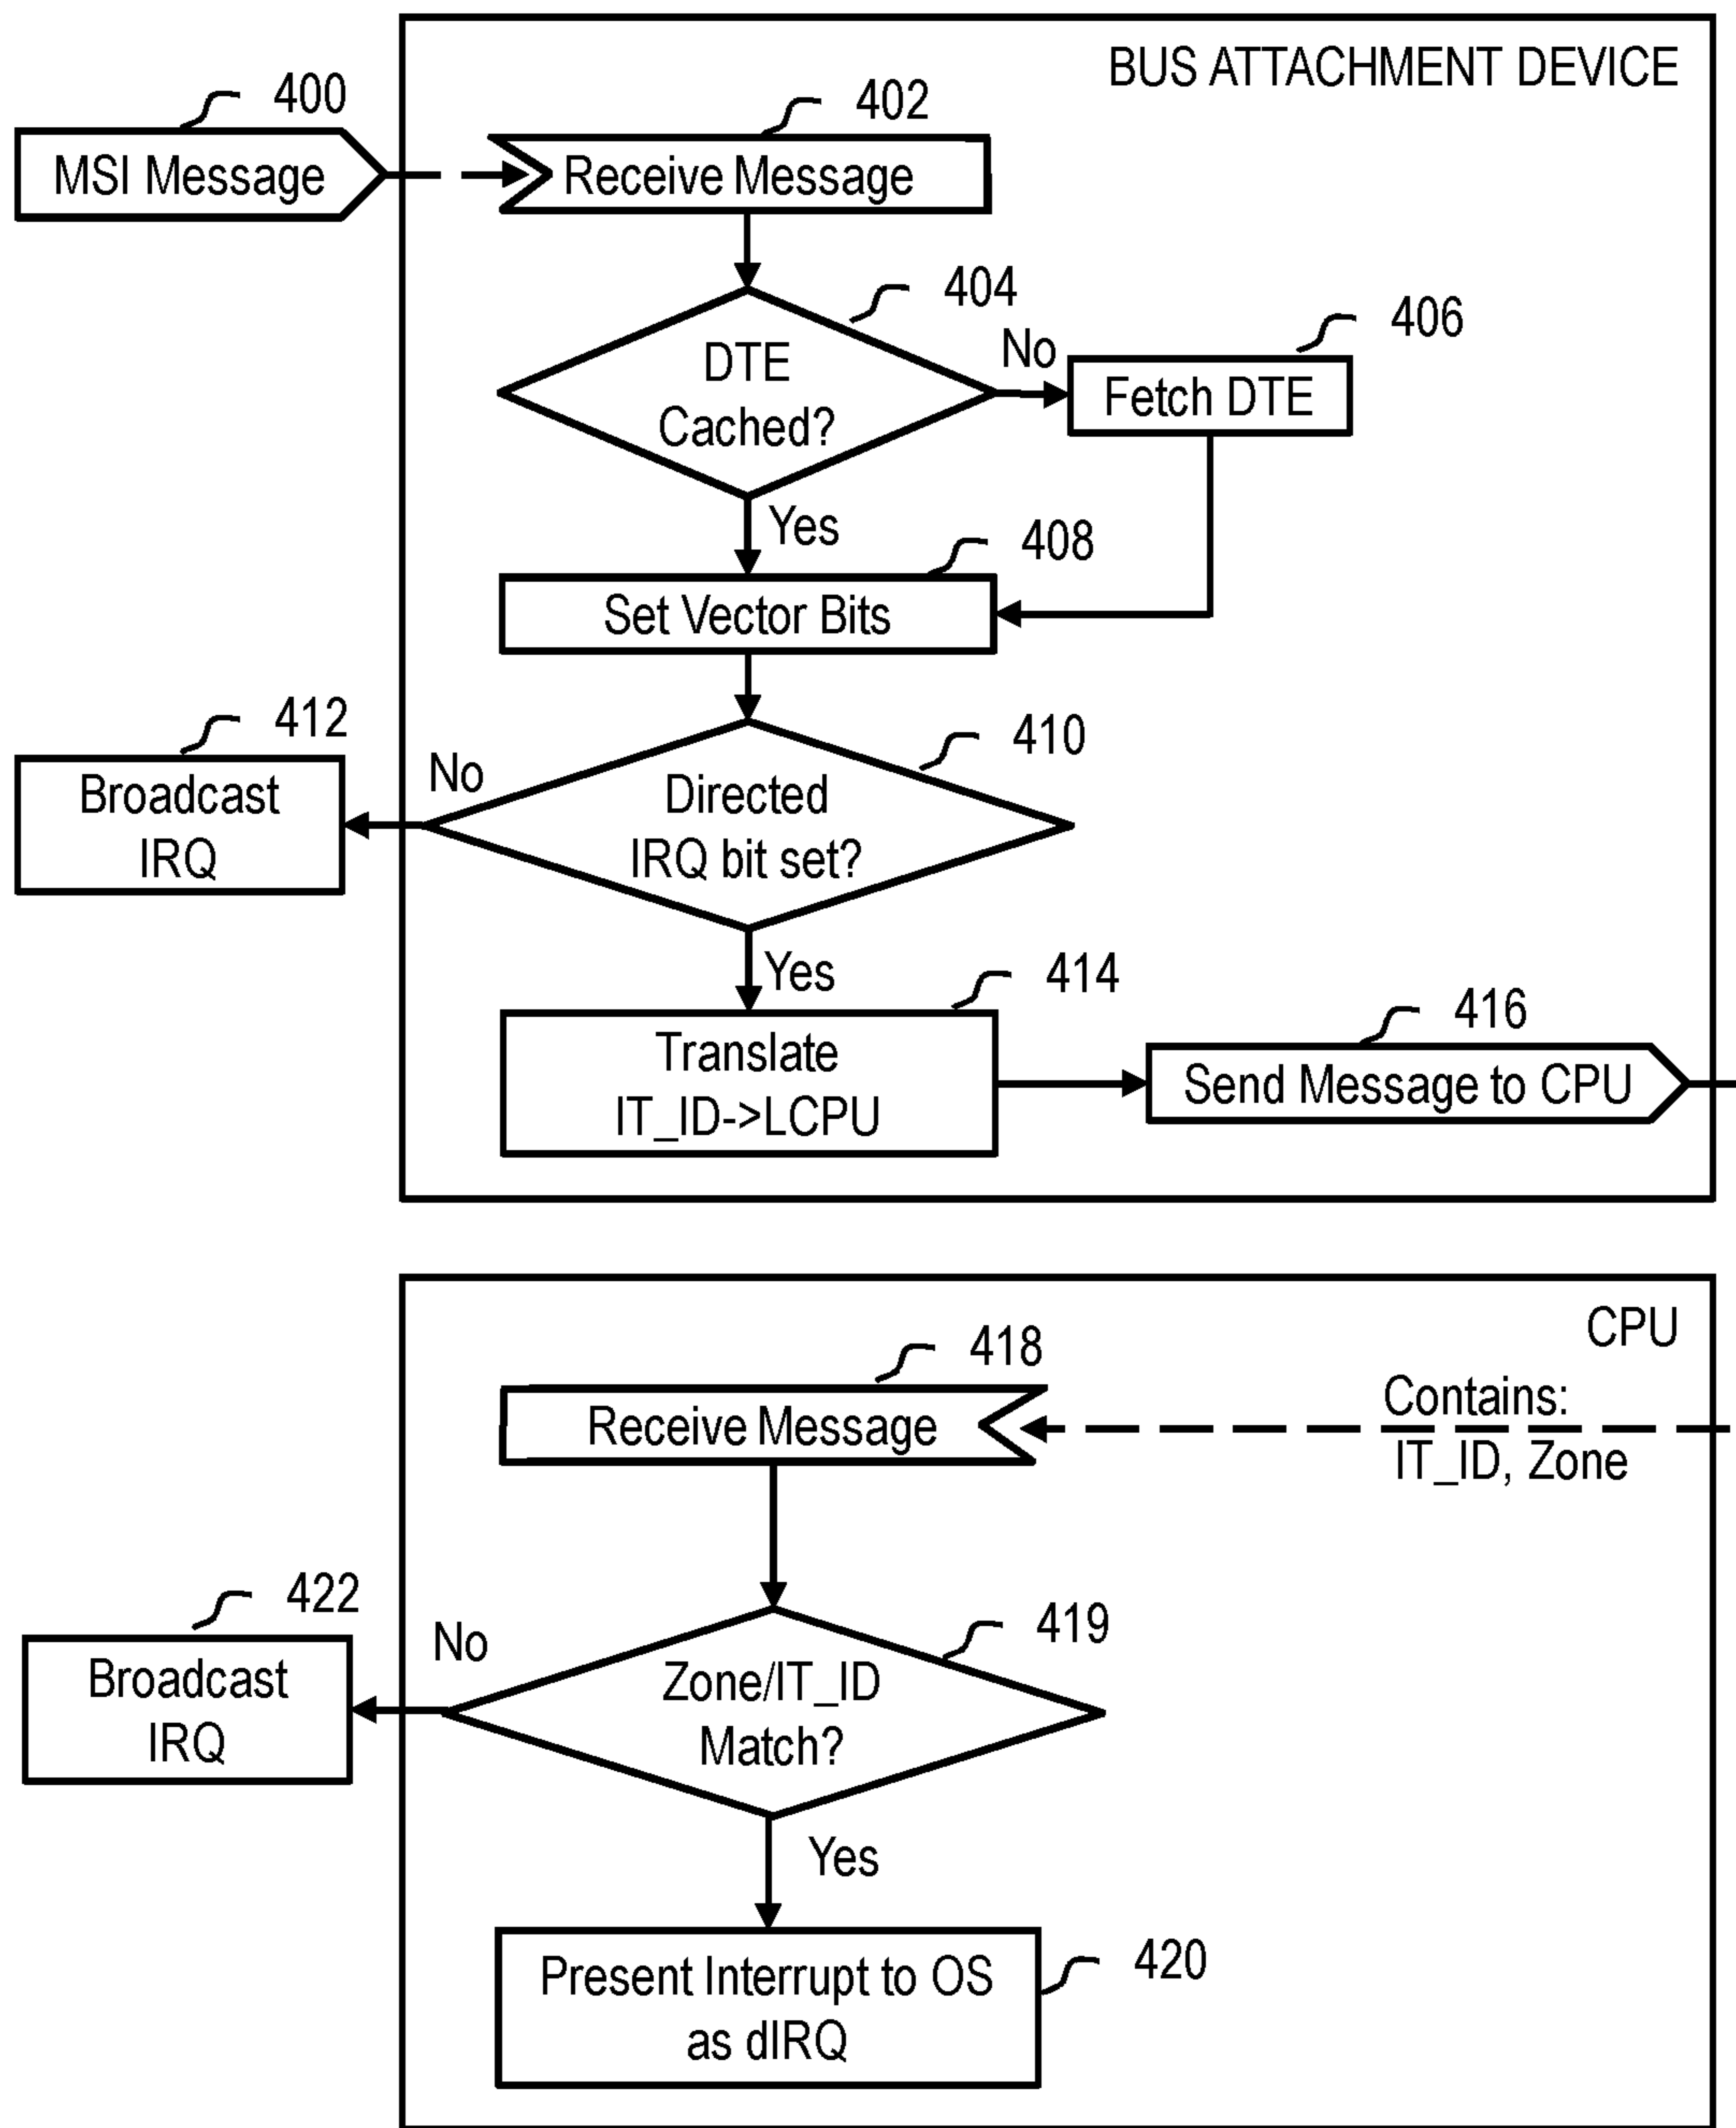 BUS ATTACHMENT DEVICE
400
402
MSI Message
Receive Message
404
406
DTE
Cached?
No
Fetch DTE
Yes
408
Set Vector Bits
412
410
No
Broadcast
IRQ
Directed
IRQ bit set?
Yes
414
416
Translate
IT_ID->LCPU
Send Message to CPU
CPU
418
Receive Message
Contains:
IT_ID, Zone
422
419
No
Broadcast
IRQ
Zone/IT_ID
Match?
Yes
420
Present Interrupt to OS
as dIRQ